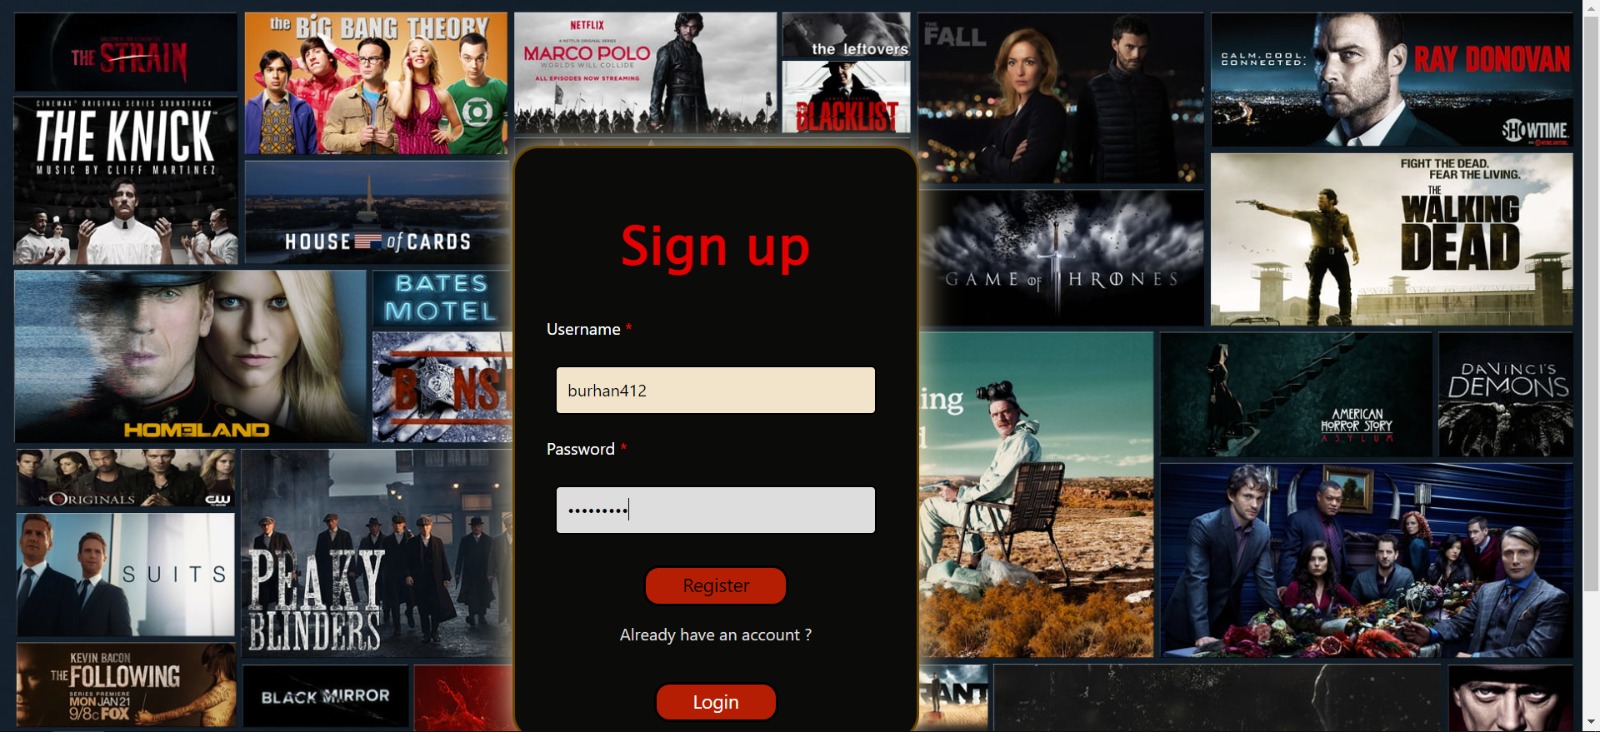 THE STRAIN
the BIG BANG THEORY
NETFLIX
A NETFLIX ORIGINAL SERIES
MARCO POLO
WORLDS WILL COLLIDE
ALL EPISODES NOW STREAMING
the leftovers
BLACKLIST
THE
FALL
CALM. COOL.
CONNECTED.
RAY DONOVAN
SHOWTIME
CINEMAX ORIGINAL SERIES SOUNDTRACK
THE KNICK
MUSIC BY CLIFF MARTINEZ
HOUSE of CARDS
FIGHT THE DEAD.
FEAR THE LIVING.
THE
WALKING
DEAD
GAME OF THRONES
HOMELAND
BATES
MOTEL
Sign up
Username *
burhan412
Password *
•••••••••
Register
Already have an account ?
Login
ing
AMERICAN
HORROR STORY
ASYLUM
DAVINCI'S
DEMONS
the ORIGINALS
CW
SUITS
PEAKY
BLINDERS
KEVIN BACON
THE FOLLOWING
SERIES PREMIERE
MON JAN 21
9/8c FOX
BLACK MIRROR
RANT